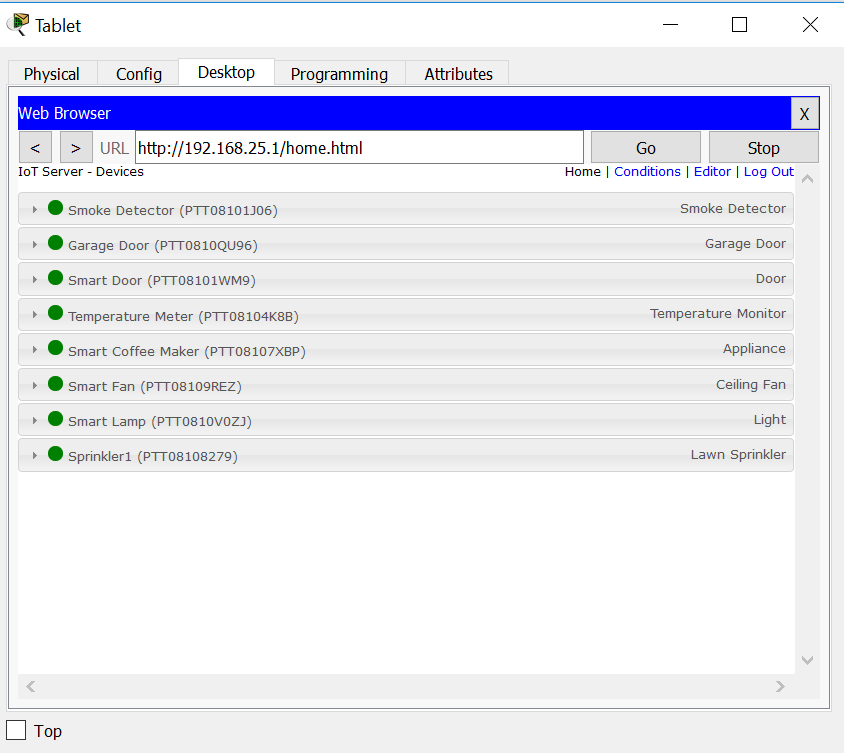 Tablet
Physical Config Desktop Programming Attributes
Web Browser X
< > URL http://192.168.25.1/home.html Go Stop
IoT Server - Devices Home | Conditions | Editor | Log Out
Smoke Detector (PTT08101J06) Smoke Detector
Garage Door (PTT0810QU96) Garage Door
Smart Door (PTT08101WM9) Door
Temperature Meter (PTT08104K8B) Temperature Monitor
Smart Coffee Maker (PTT08107XBP) Appliance
Smart Fan (PTT08109REZ) Ceiling Fan
Smart Lamp (PTT0810V0ZJ) Light
Sprinkler1 (PTT08108279) Lawn Sprinkler
Top